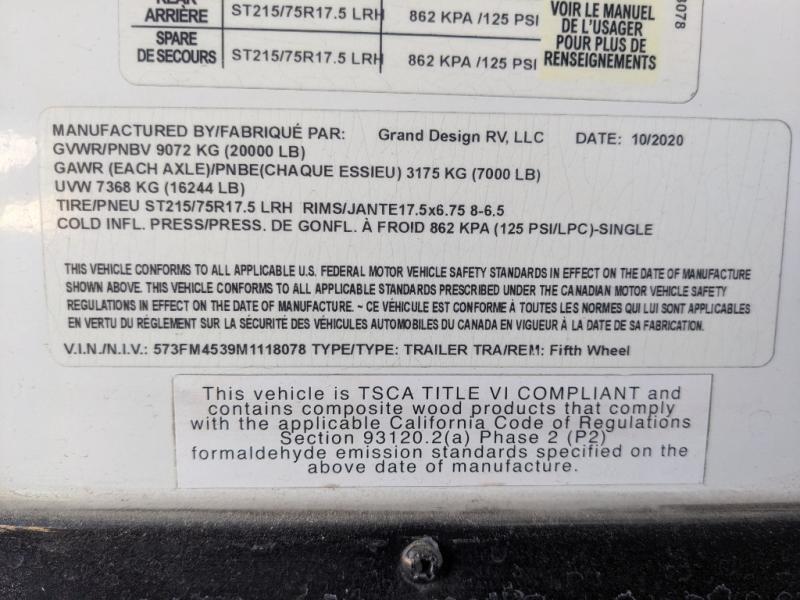 ARRIÈRE ST215/75R17.5 LRH 862 KPA /125 PSI
SPARE
DE SECOURS ST215/75R17.5 LRH 862 KPA /125 PSI
VOIR LE MANUEL
DE L'USAGER
POUR PLUS DE
RENSEIGNEMENTS
MANUFACTURED BY/FABRIQUÉ PAR: Grand Design RV, LLC DATE: 10/2020
GVWR/PNBV 9072 KG (20000 LB)
GAWR (EACH AXLE)/PNBE(CHAQUE ESSIEU) 3175 KG (7000 LB)
UVW 7368 KG (16244 LB)
TIRE/PNEU ST215/75R17.5 LRH RIMS/JANTE17.5x6.75 8-6.5
COLD INFL. PRESS/PRESS. DE GONFL. À FROID 862 KPA (125 PSI/LPC)-SINGLE
THIS VEHICLE CONFORMS TO ALL APPLICABLE U.S. FEDERAL MOTOR VEHICLE SAFETY STANDARDS IN EFFECT ON THE DATE OF MANUFACTURE
SHOWN ABOVE. THIS VEHICLE CONFORMS TO ALL APPLICABLE STANDARDS PRESCRIBED UNDER THE CANADIAN MOTOR VEHICLE SAFETY
REGULATIONS IN EFFECT ON THE DATE OF MANUFACTURE. ~ CE VÉHICULE EST CONFORME À TOUTES LES NORMES QUI LUI SONT APPLICABLES
EN VERTU DU RÉGLEMENT SUR LA SÉCURITÉ DES VÉHICULES AUTOMOBILES DU CANADA EN VIGUEUR À LA DATE DE SA FABRICATION.
V.I.N./N.I.V.: 573FM4539M1118078 TYPE/TYPE: TRAILER TRA/REM: Fifth Wheel
This vehicle is TSCA TITLE VI COMPLIANT and
contains composite wood products that comply
with the applicable California Code of Regulations
Section 93120.2(a) Phase 2 (P2)
formaldehyde emission standards specified on the
above date of manufacture.